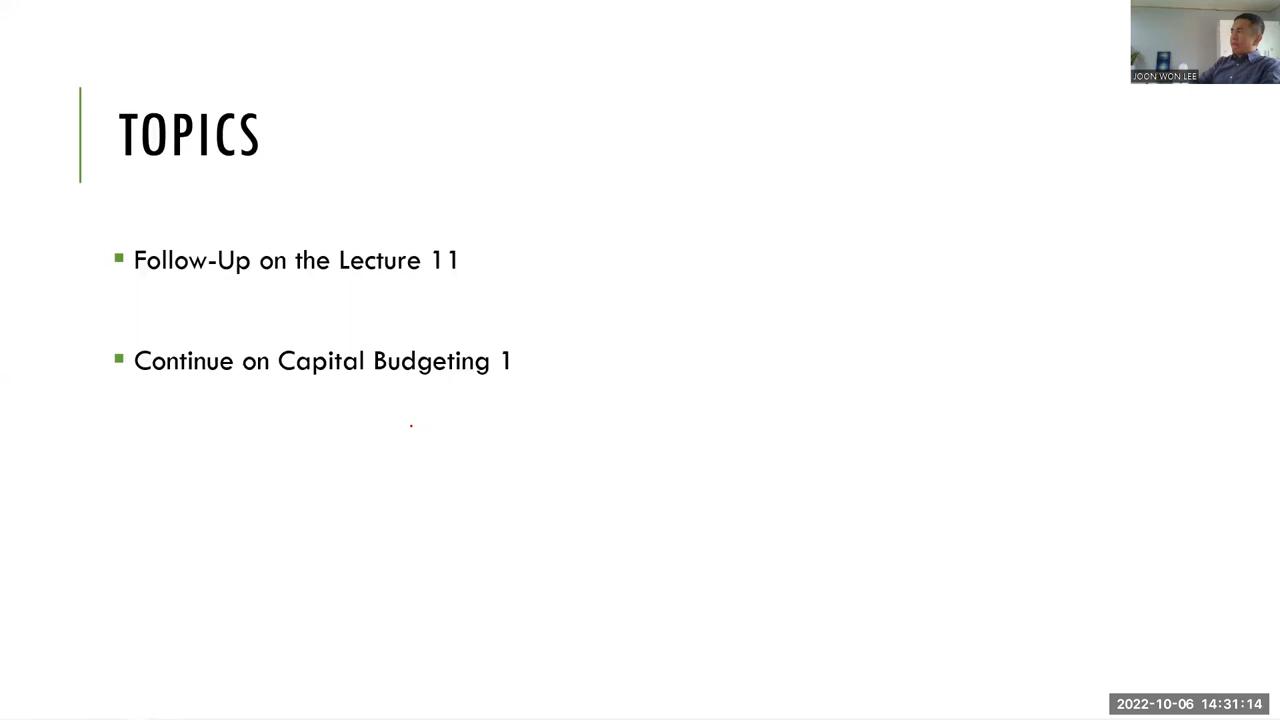 JOON WON LEE
TOPICS
Follow-Up on the Lecture 11
Continue on Capital Budgeting 1
2022-10-06 14:31:14